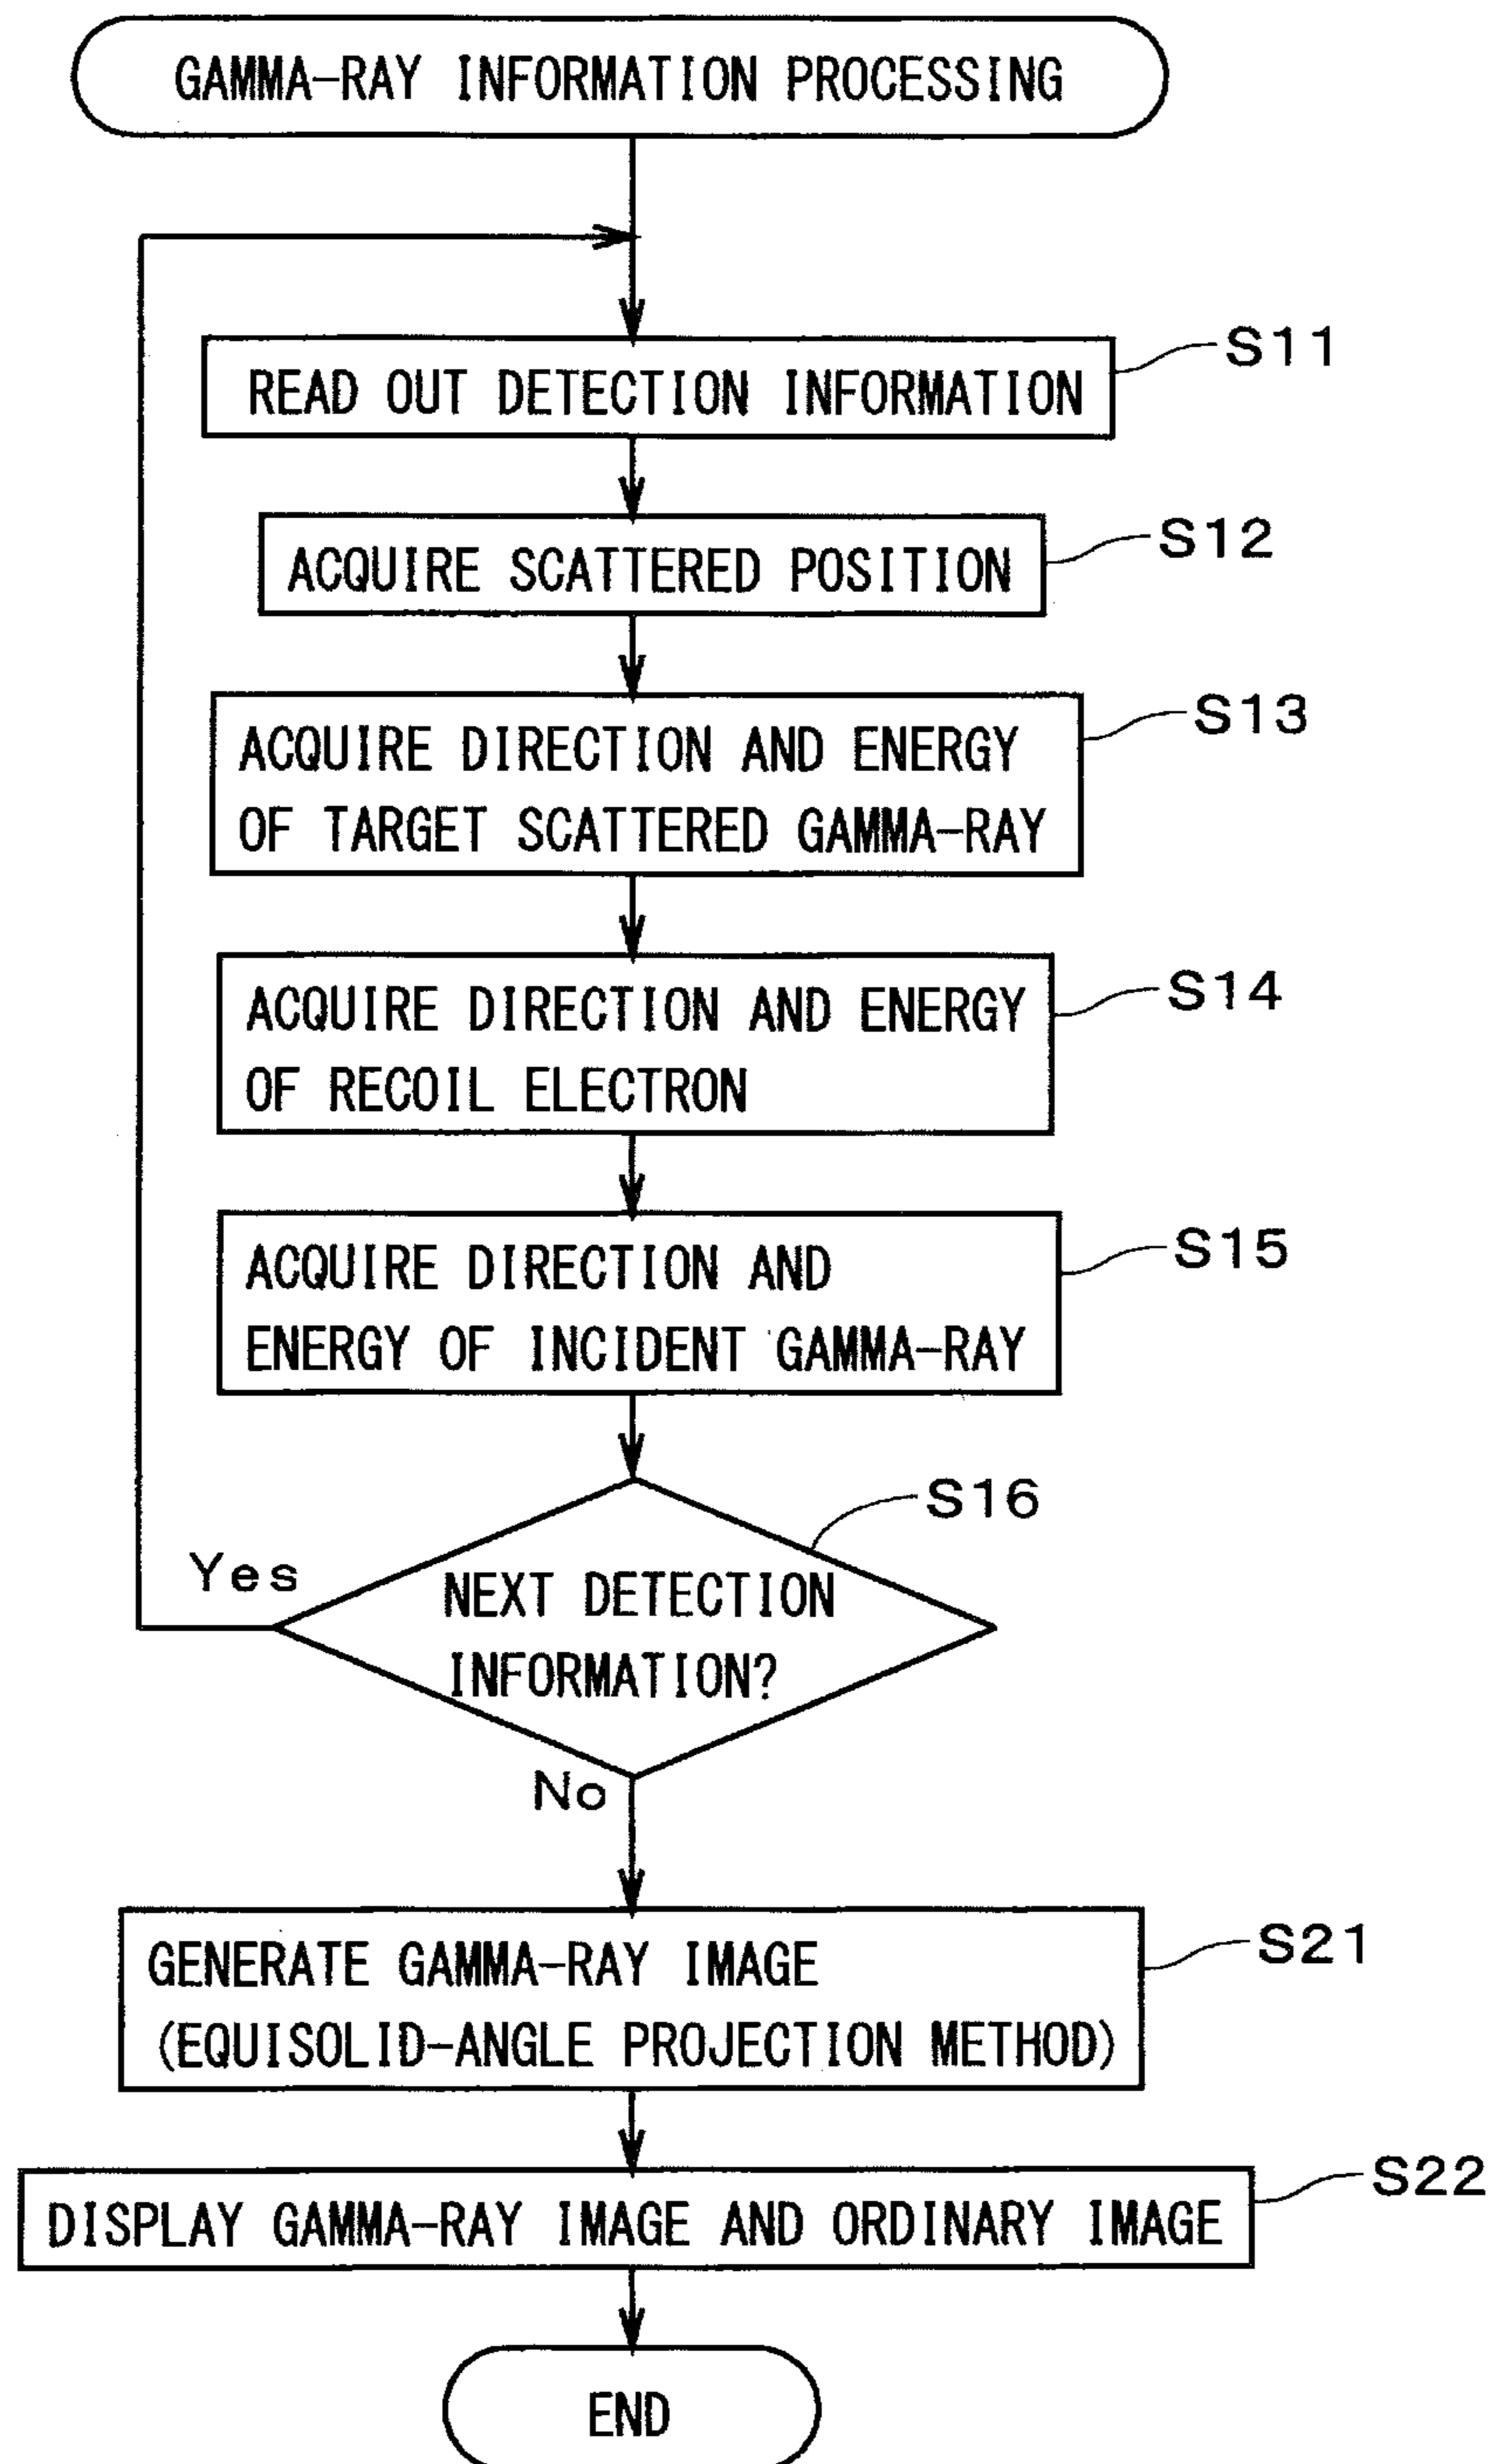 GAMMA-RAY INFORMATION PROCESSING
READ OUT DETECTION INFORMATION
S11
ACQUIRE SCATTERED POSITION
S12
ACQUIRE DIRECTION AND ENERGY
OF TARGET SCATTERED GAMMA-RAY
S13
ACQUIRE DIRECTION AND ENERGY
OF RECOIL ELECTRON
S14
ACQUIRE DIRECTION AND
ENERGY OF INCIDENT GAMMA-RAY
S15
S16
Yes
NEXT DETECTION
INFORMATION?
No
GENERATE GAMMA-RAY IMAGE
(EQUISOLID-ANGLE PROJECTION METHOD)
S21
DISPLAY GAMMA-RAY IMAGE AND ORDINARY IMAGE
S22
END